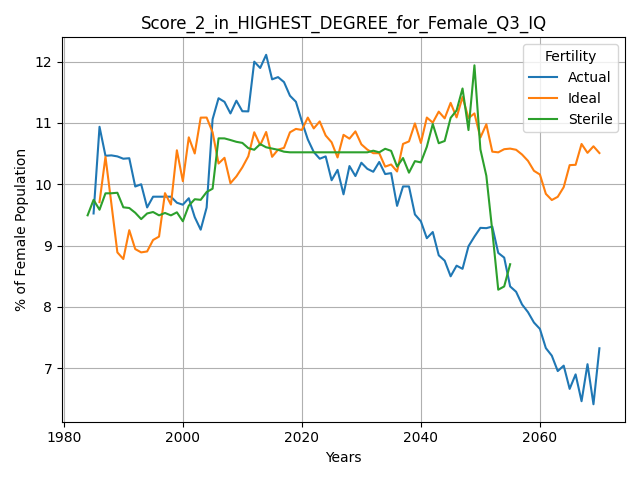 Score_2_in_HIGHEST_DEGREE_for_Female_Q3_IQ
Fertility
Actual
Ideal
Sterile
% of Female Population
12
11
10
9
8
7
1980
2000
2020
2040
2060
Years